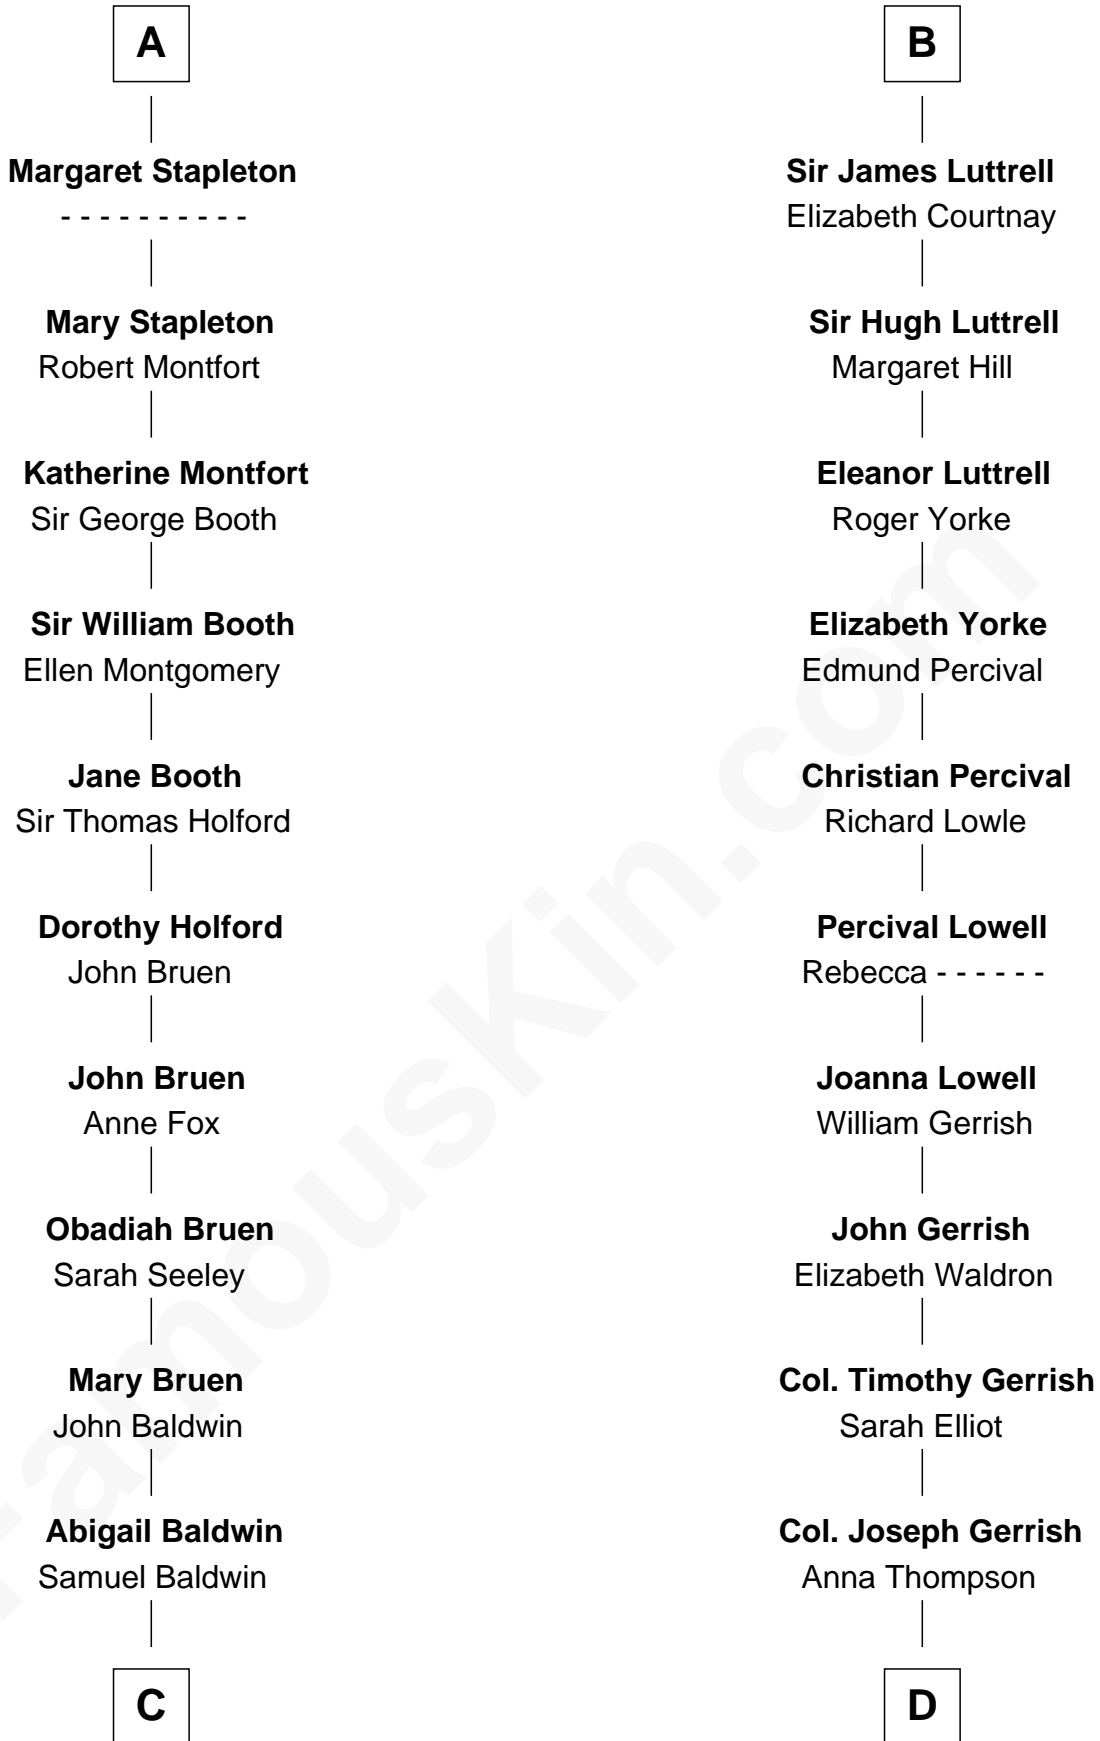 A
Margaret Stapleton
- - - - - - - - - -
Mary Stapleton
Robert Montfort
Katherine Montfort
Sir George Booth
Sir William Booth
Ellen Montgomery
Jane Booth
Sir Thomas Holford
Dorothy Holford
John Bruen
John Bruen
Anne Fox
Obadiah Bruen
Sarah Seeley
Mary Bruen
John Baldwin
Abigail Baldwin
Samuel Baldwin
C
B
Sir James Luttrell
Elizabeth Courtnay
Sir Hugh Luttrell
Margaret Hill
Eleanor Luttrell
Roger Yorke
Elizabeth Yorke
Edmund Percival
Christian Percival
Richard Lowle
Percival Lowell
Rebecca - - - - - -
Joanna Lowell
William Gerrish
John Gerrish
Elizabeth Waldron
Col. Timothy Gerrish
Sarah Elliot
Col. Joseph Gerrish
Anna Thompson
D
FamousKin.com